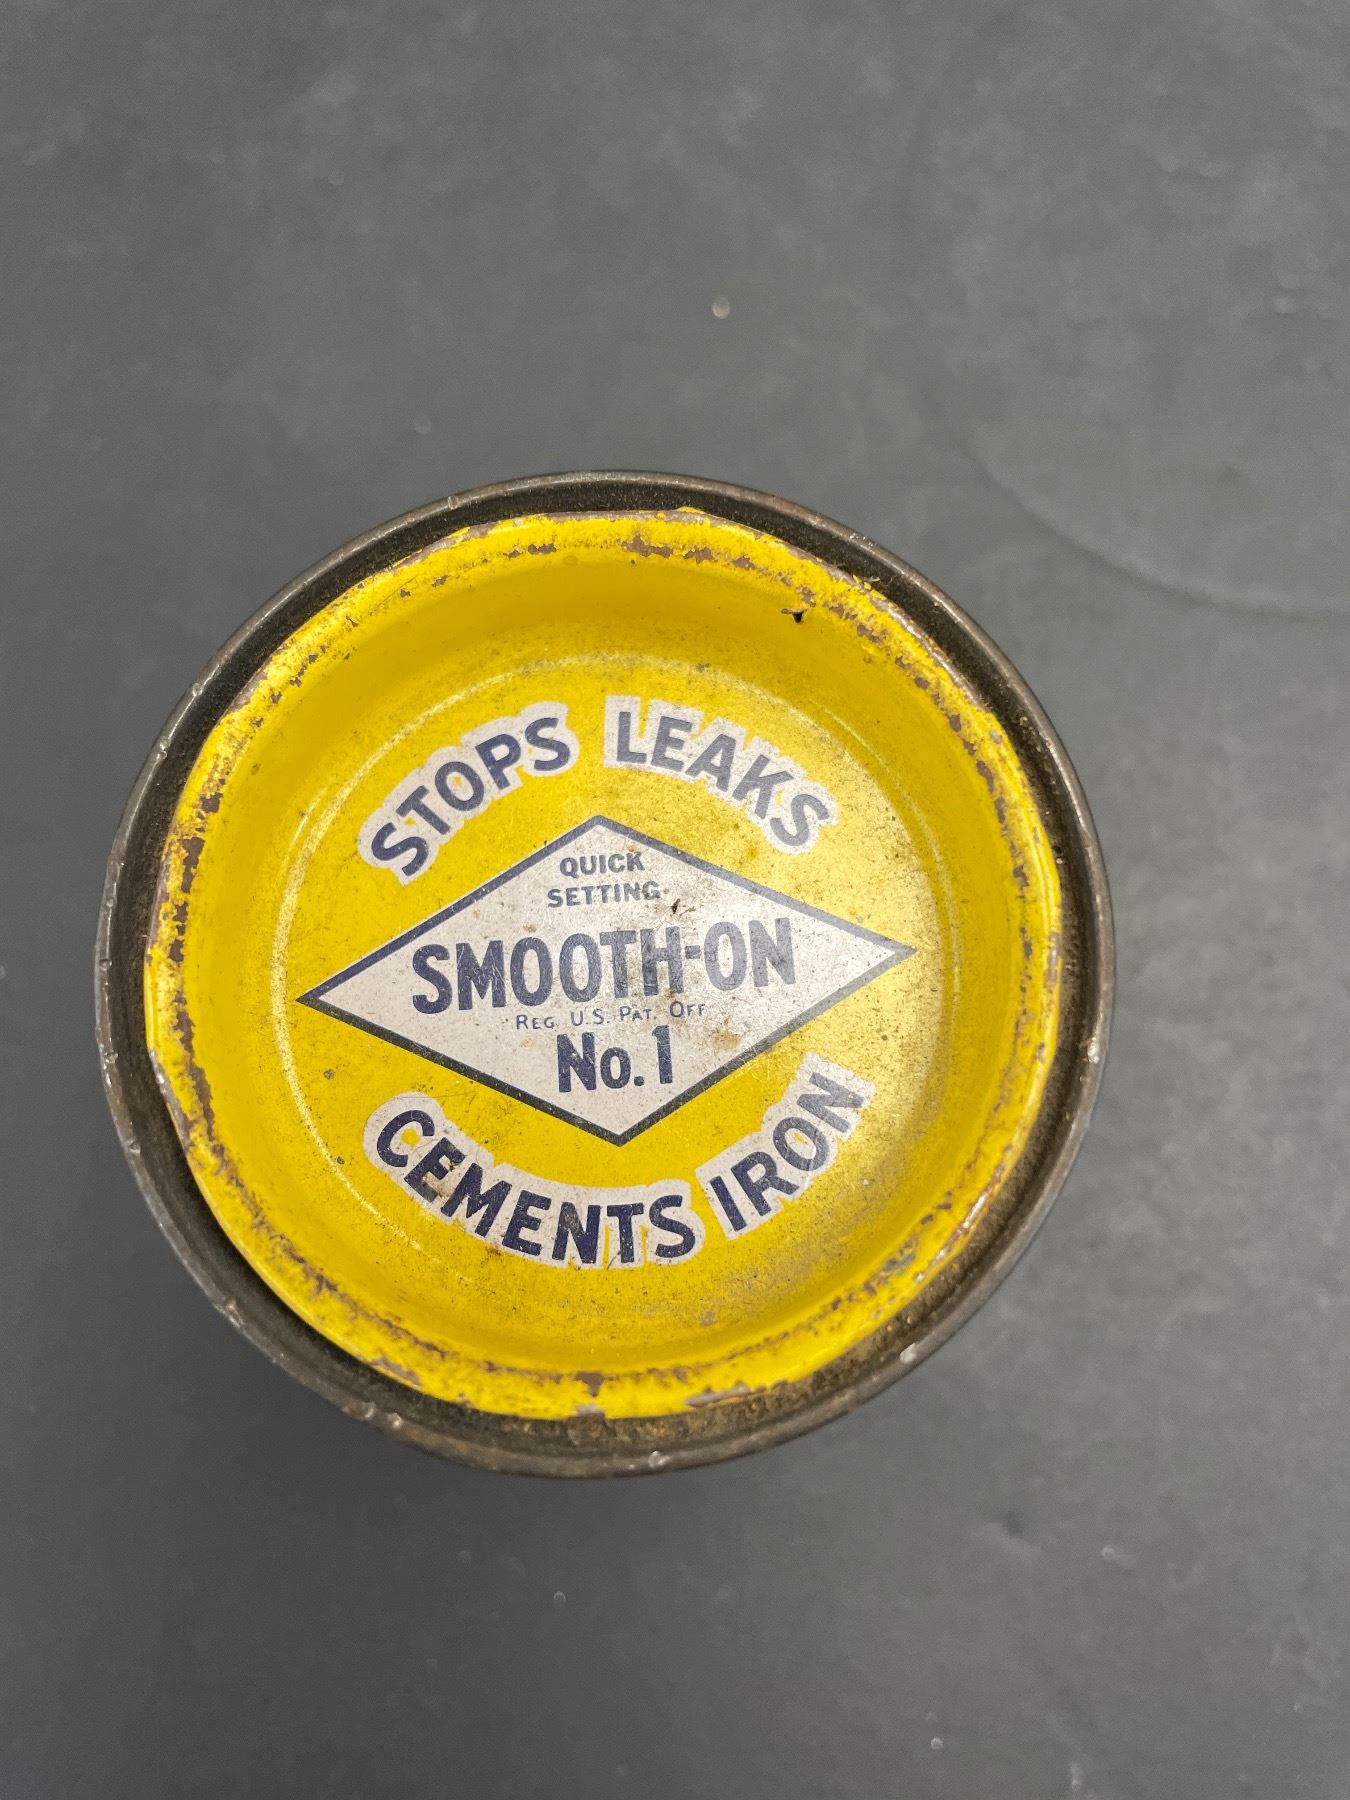 STOPS LEAKS
QUICK
SETTING
SMOOTH-ON
REG U.S. PAT. OFF
No. 1
CEMENTS IRON